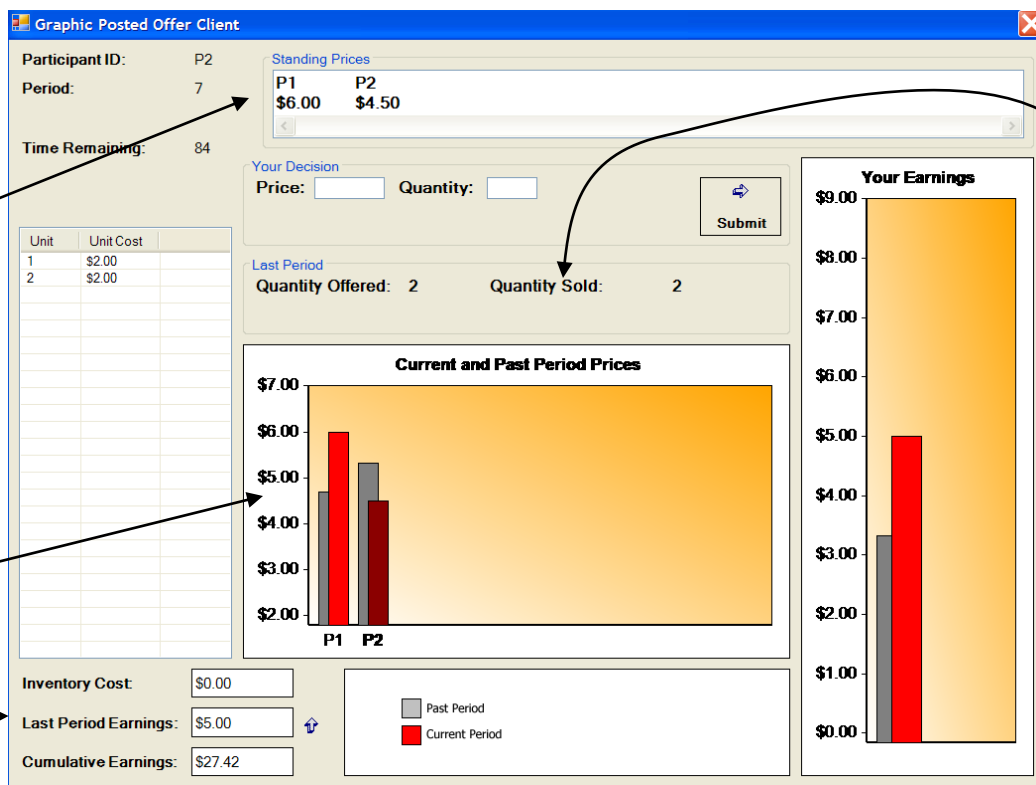 Graphic Posted Offer Client
Participant ID: P2
Period: 7
Time Remaining: 84
Standing Prices
P1 P2
$6.00 $4.50
Your Decision
Price: Quantity:
Submit
Unit Unit Cost
1 $2.00
2 $2.00
Last Period
Quantity Offered: 2 Quantity Sold: 2
Current and Past Period Prices
$7.00
$6.00
$5.00
$4.00
$3.00
$2.00
P1 P2
Your Earnings
$9.00
$8.00
$7.00
$6.00
$5.00
$4.00
$3.00
$2.00
$1.00
$0.00
Inventory Cost: $0.00
Last Period Earnings: $5.00
Cumulative Earnings: $27.42
Past Period
Current Period